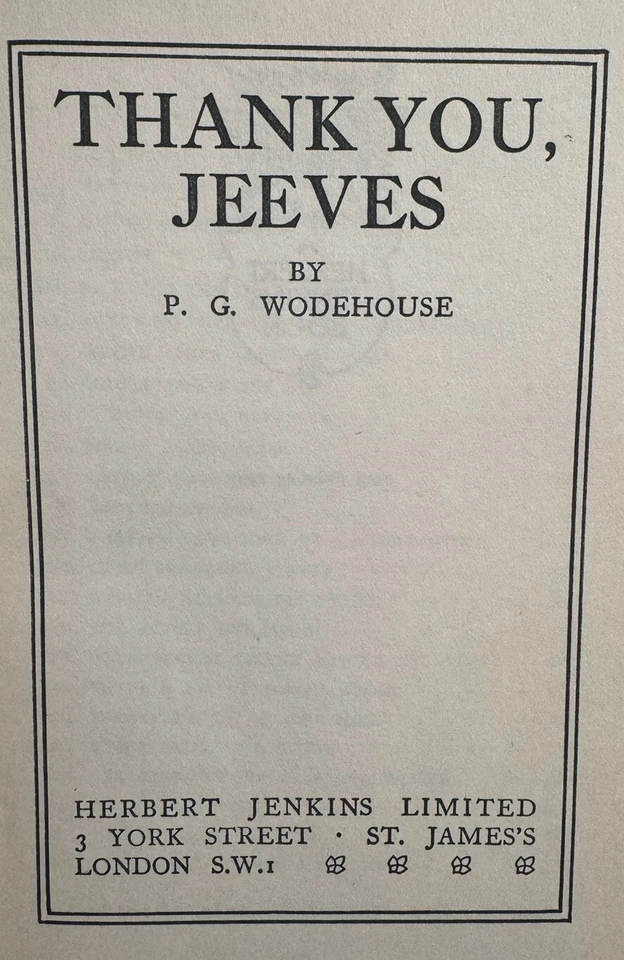 THANK YOU,
JEEVES
BY
P. G. WODEHOUSE
HERBERT JENKINS LIMITED
3 YORK STREET · ST. JAMES'S
LONDON S.W.1